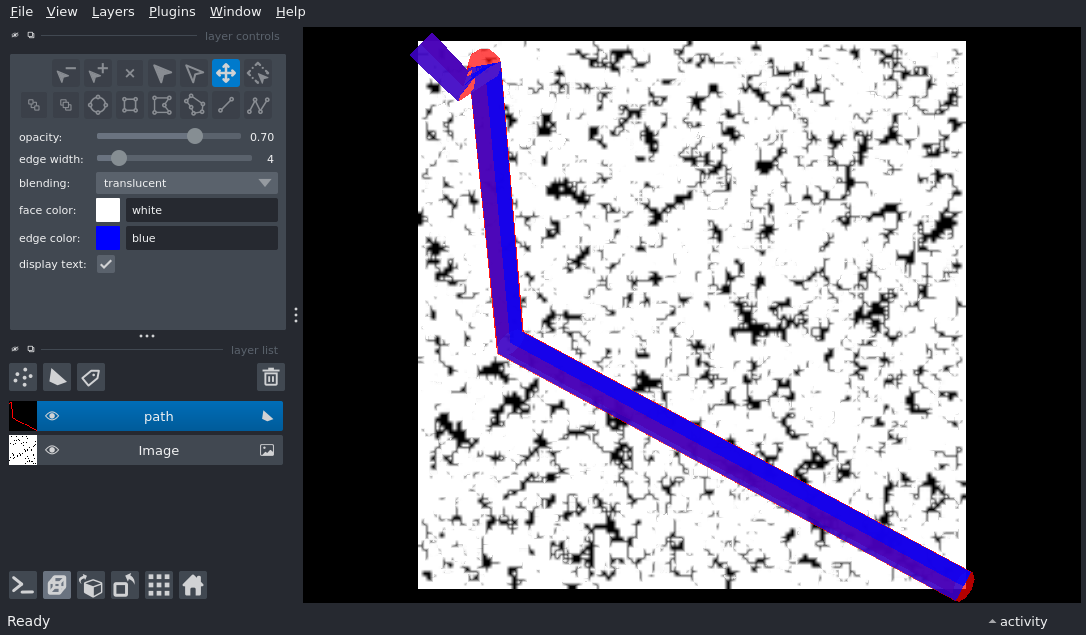 File View Layers Plugins Window Help
layer controls
opacity: 0.70
edge width: 4
blending: translucent
face color: white
edge color: blue
display text:
layer list
path
Image
Ready
activity